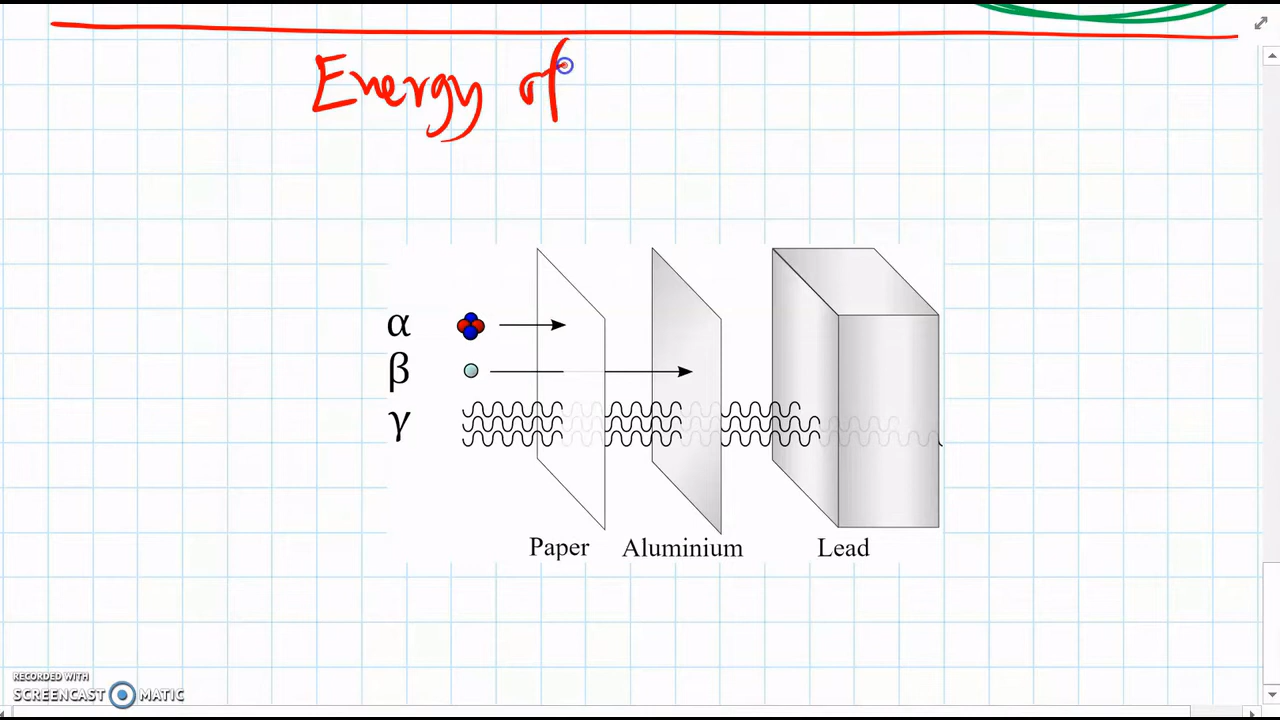 Energy of
α
β
γ
Paper Aluminium Lead
RECORDED WITH
SCREENCAST MATIC